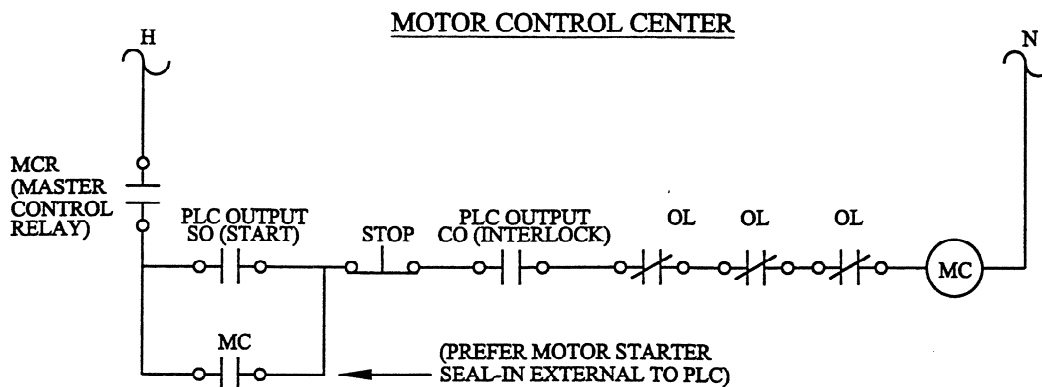 MOTOR CONTROL CENTER
H
N
MCR
(MASTER
CONTROL
RELAY)
PLC OUTPUT
SO (START)
STOP
PLC OUTPUT
CO (INTERLOCK)
OL
OL
OL
MC
MC
(PREFER MOTOR STARTER
SEAL-IN EXTERNAL TO PLC)